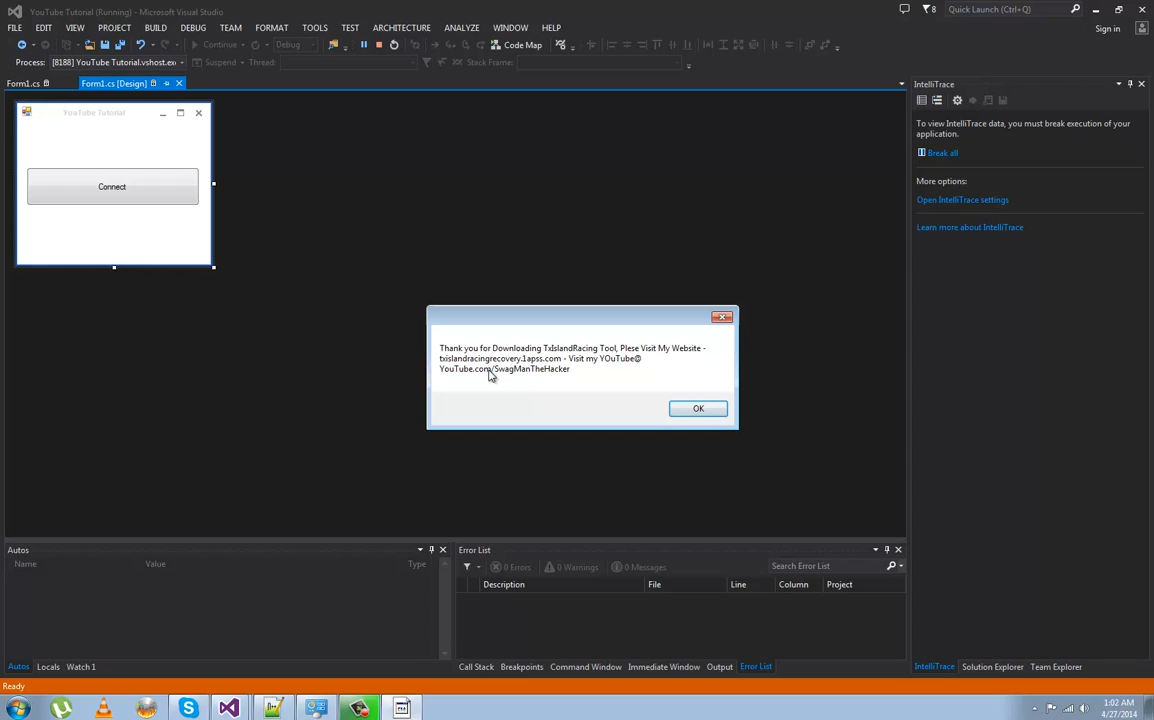 YouTube Tutorial (Running) - Microsoft Visual Studio
8
Quick Launch (Ctrl+Q)
FILE EDIT VIEW PROJECT BUILD DEBUG TEAM FORMAT TOOLS TEST ARCHITECTURE ANALYZE WINDOW HELP
Sign in
Continue Debug Code Map
Process: [8188] YouTube Tutorial.vshost.ex Suspend Thread: Stack Frame:
Form1.cs Form1.cs [Design]
IntelliTrace
YouTube Tutorial
Connect
To view IntelliTrace data, you must break execution of your
application.
Break all
More options:
Open IntelliTrace settings
Learn more about IntelliTrace
Thank you for Downloading TxIslandRacing Tool, Plese Visit My Website -
txislandracingrecovery.1apss.com - Visit my YOuTube@
YouTube.com/SwagManTheHacker
OK
Autos
Name Value Type
Error List
0 Errors 0 Warnings 0 Messages Search Error List
Description File Line Column Project
Autos Locals Watch 1
Call Stack Breakpoints Command Window Immediate Window Output Error List
IntelliTrace Solution Explorer Team Explorer
Ready
1:02 AM
4/27/2014